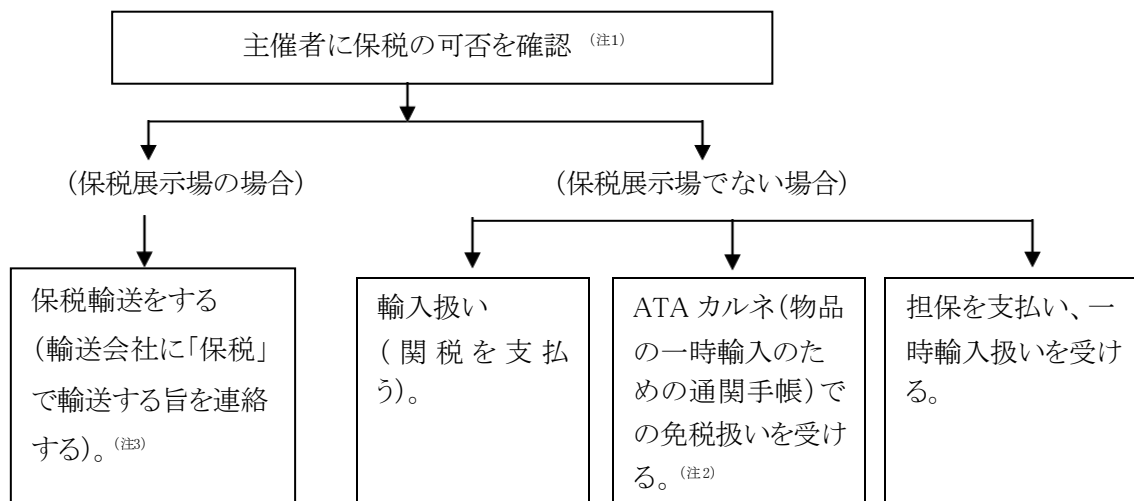 主催者に保税の可否を確認 (注1)
(保税展示場の場合)
(保税展示場でない場合)
保税輸送をする
(輸送会社に「保税」
で輸送する旨を連絡
する)。(注3)
輸入扱い
(関税を支払
う)。
ATA カルネ(物品
の一時輸入のた
めの通関手帳)で
の免税扱いを受け
る。(注2)
担保を支払い、一
時輸入扱いを受け
る。